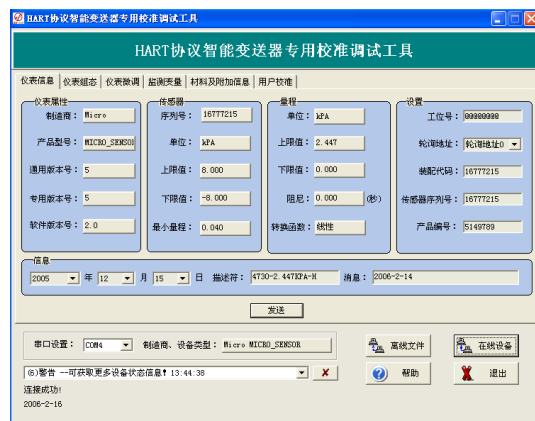 HART协议智能变送器专用校准调试工具
HART协议智能变送器专用校准调试工具
仪表信息 仪表组态 仪表微调 监测变量 材料及附加信息 用户校准
仪表属性 传感器 量程 设置
制造商： Micro 序列号： 16777215 单位： kPA 工位号： 00000000
产品型号： MICRO_SENSOR 单位： kPA 上限值： 2.447 轮询地址： 轮询地址0
通用版本号： 5 上限值： 8.000 下限值： 0.000 装配代码： 16777215
专用版本号： 5 下限值： -8.000 阻尼： 0.000 (秒) 传感器序列号： 16777215
软件版本号： 2.0 最小量程： 0.040 转换函数： 线性 产品编号： 5149789
信息
2005 年 12 月 15 日 描述符： 4730-2.447KPA-H 消息： 2006-2-14
发送
串口设置： COM4 制造商、设备类型： Micro MICRO_SENSOR 离线文件 在线设备
(6)警告 --可获取更多设备状态信息! 13:44:38 帮助 退出
连接成功!
2006-2-16